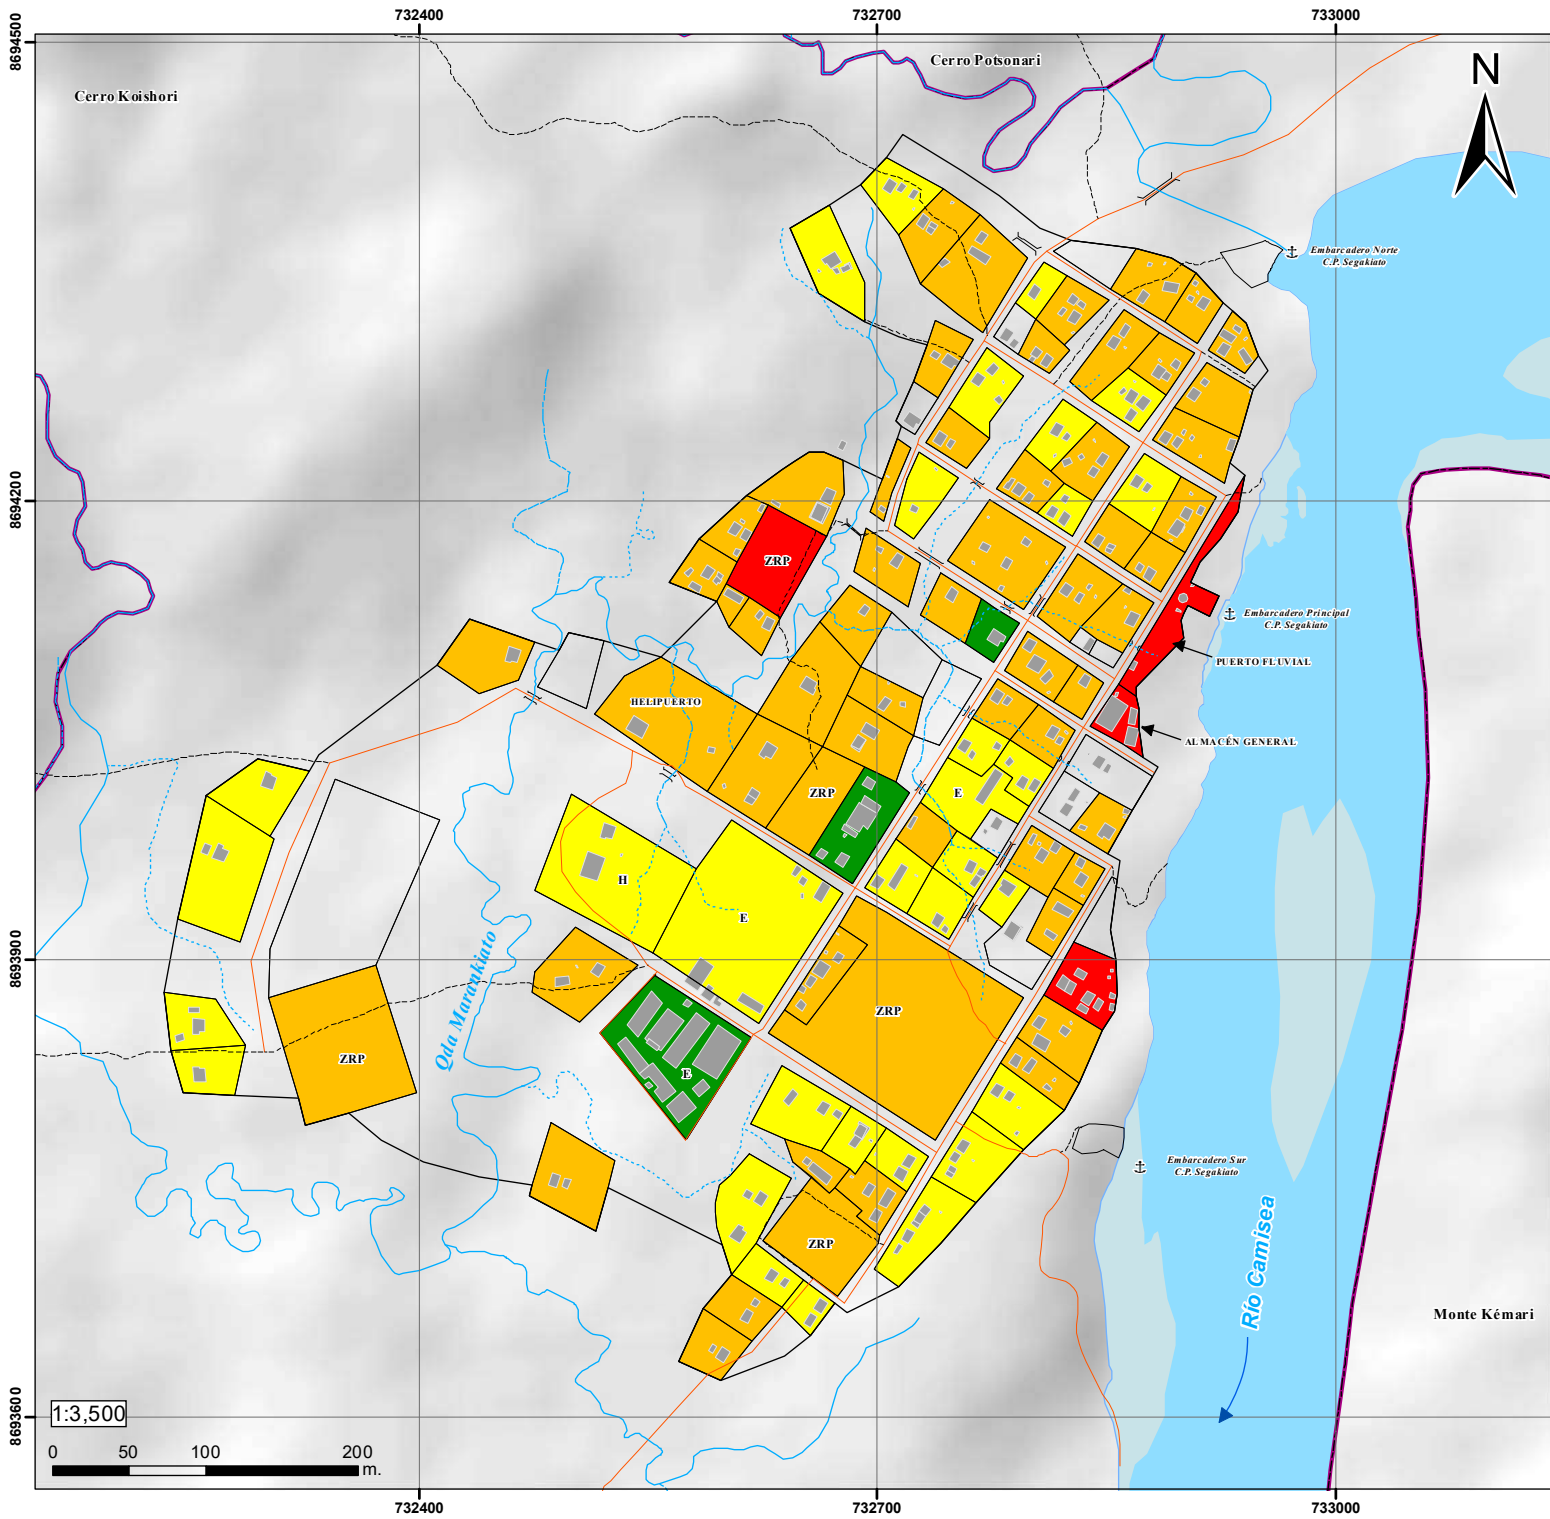 732400
732700
733000
8694500
Cerro Koishori
Cerro Potsonari
N
Embarcadero Norte
C.P. Segakiato
8694200
ZRP
Embarcadero Principal
C.P. Segakiato
PUERTO FLUVIAL
HELIPUERTO
ALMACÉN GENERAL
ZRP
E
H
E
8693900
Qda Marankiato
ZRP
ZRP
E
Embarcadero Sur
C.P. Segakiato
ZRP
Río Camisea
Monte Kémari
8693600
1:3,500
0
50
100
200
m.
732400
732700
733000